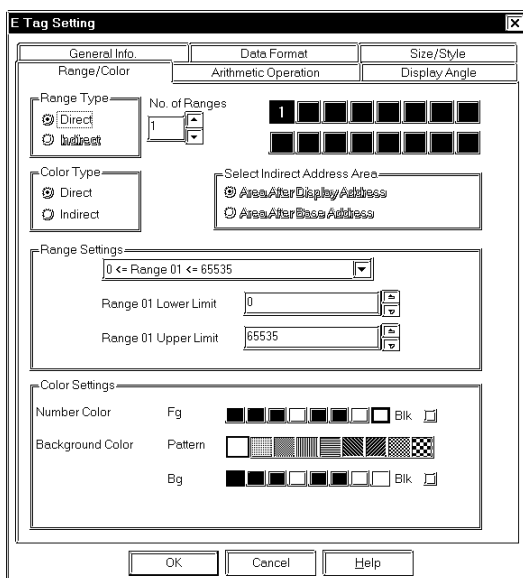 E Tag Setting
General Info. Data Format Size/Style
Range/Color Arithmetic Operation Display Angle
Range Type No. of Ranges
Direct 1 1
Indirect
Color Type Select Indirect Address Area
Direct Area After Display Address
Indirect Area After Base Address
Range Settings
0 <= Range 01 <= 65535
Range 01 Lower Limit 0
Range 01 Upper Limit 65535
Color Settings
Number Color Fg Blk
Background Color Pattern
Bg Blk
OK Cancel Help